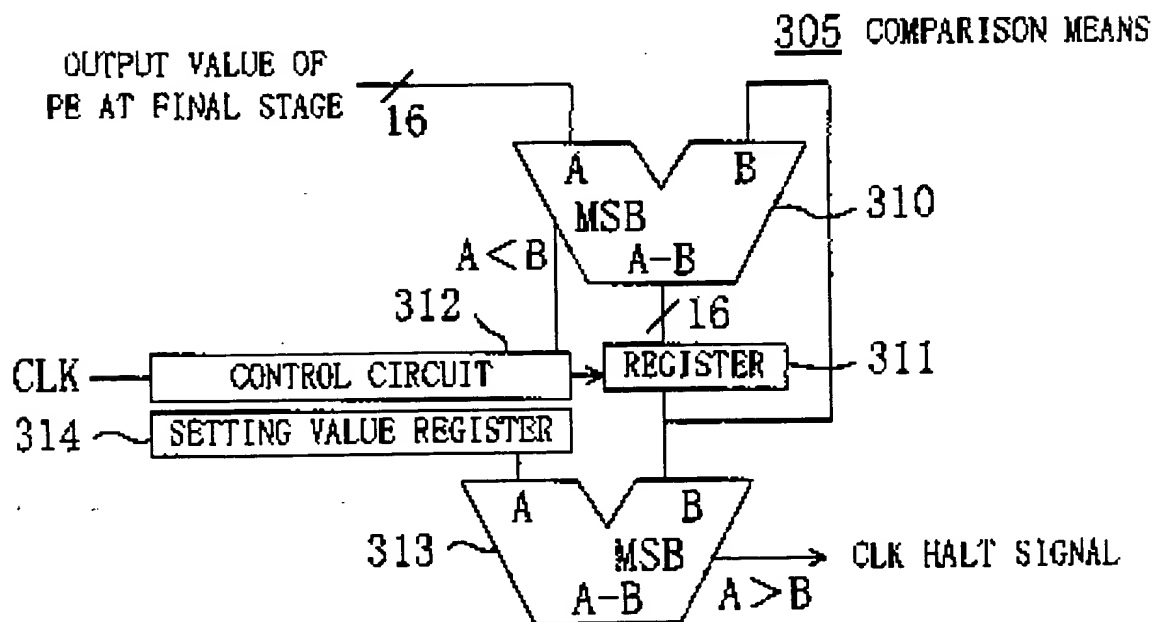 305 COMPARISON MEANS
OUTPUT VALUE OF
PE AT FINAL STAGE
16
A
B
MSB
A-B
310
A<B
312
16
CLK
CONTROL CIRCUIT
REGISTER
311
314
SETTING VALUE REGISTER
A
B
313
MSB
A-B
A>B
CLK HALT SIGNAL